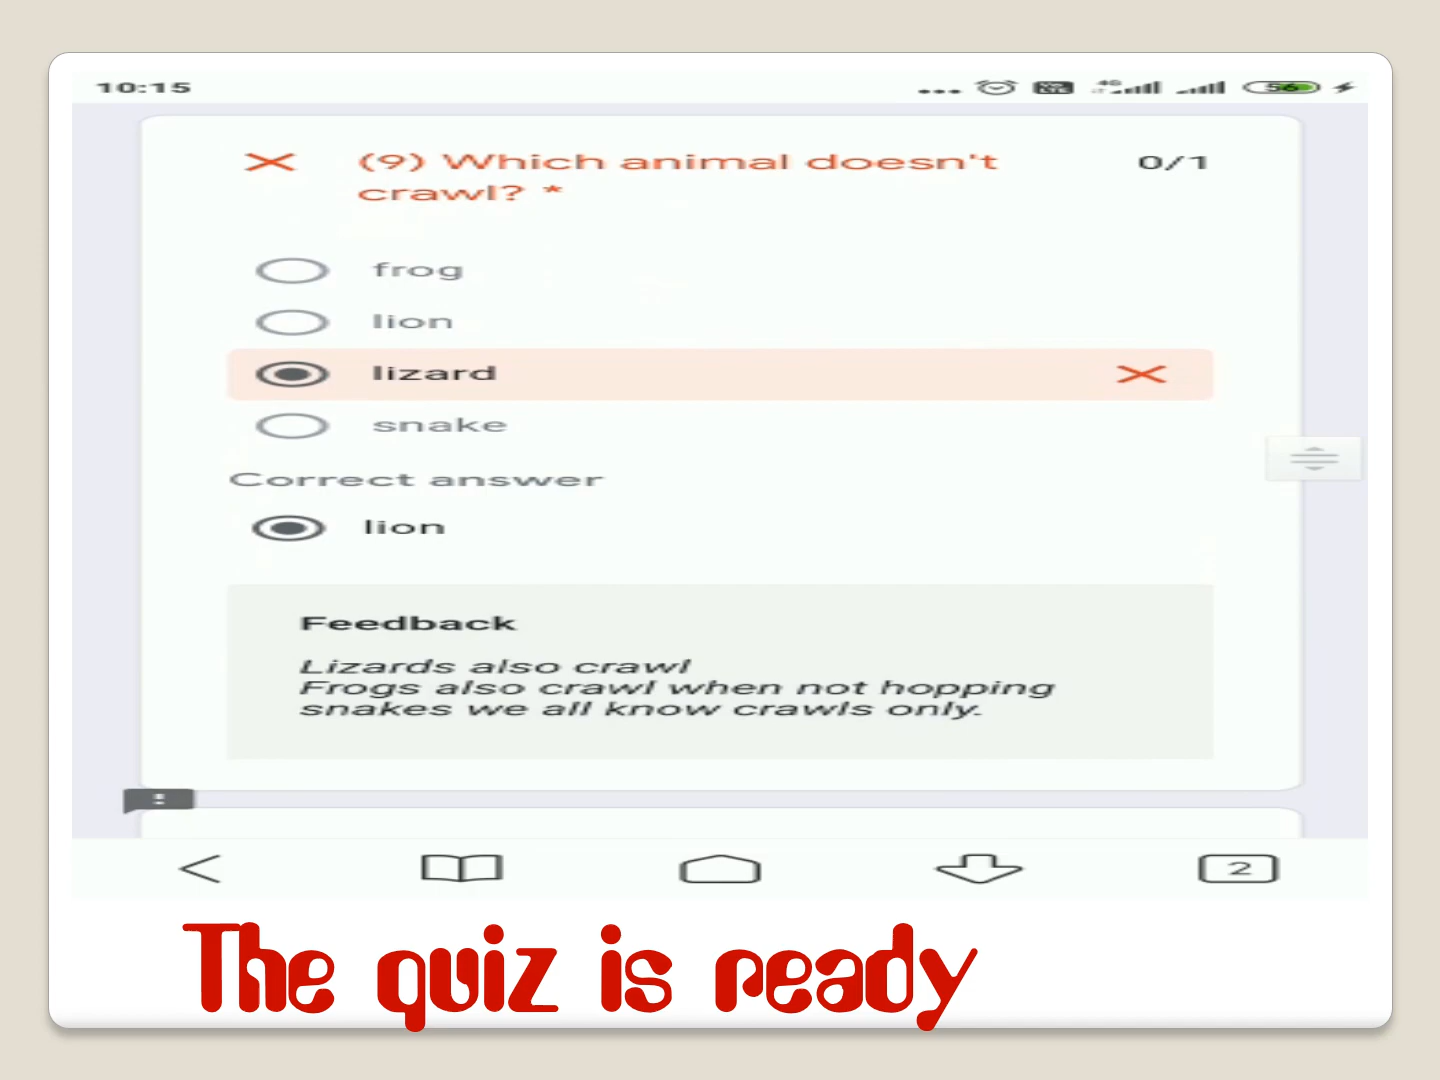 10:15
56
(9) Which animal doesn't 0/1
crawl? *
frog
lion
lizard
snake
Correct answer
lion
Feedback
Lizards also crawl
Frogs also crawl when not hopping
snakes we all know crawls only.
2
The quiz is ready